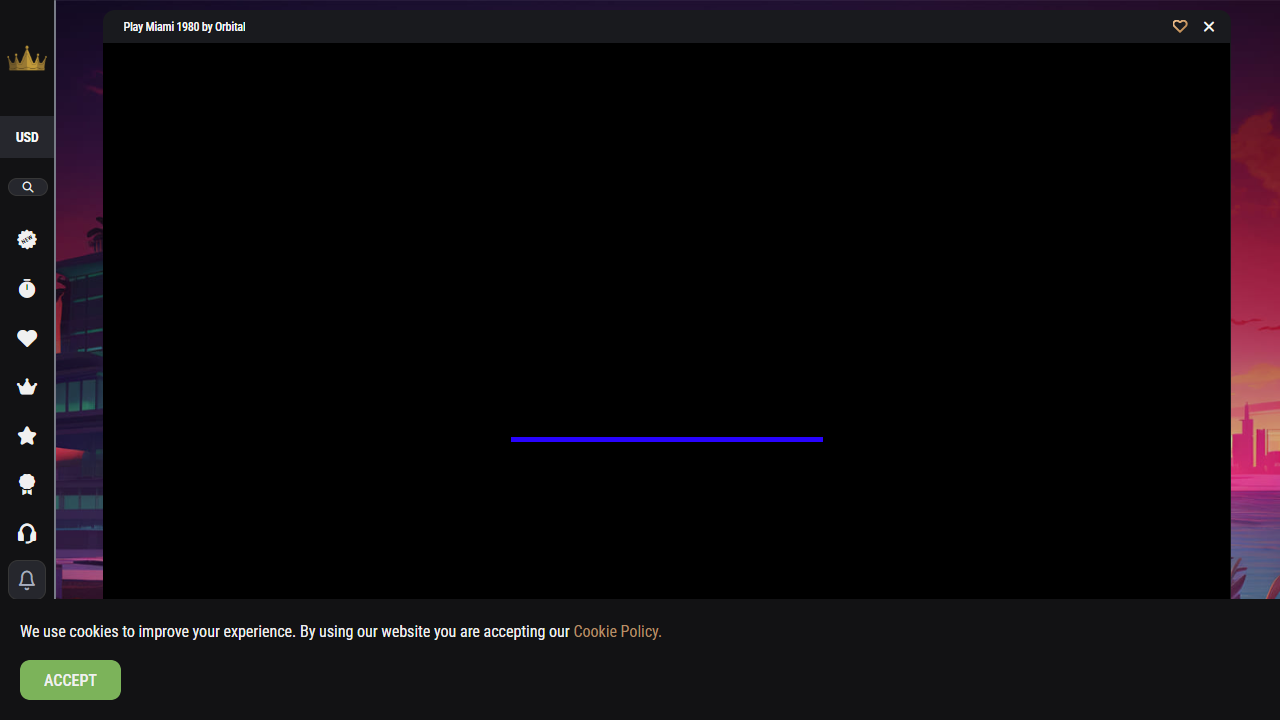 Play Miami 1980 by Orbital
USD
NEW
We use cookies to improve your experience. By using our website you are accepting our Cookie Policy.
ACCEPT